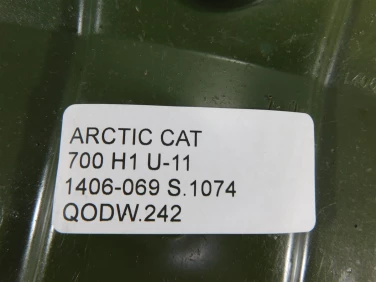 ARCTIC CAT
700 H1 U-11
1406-069 S.1074
QODW.242